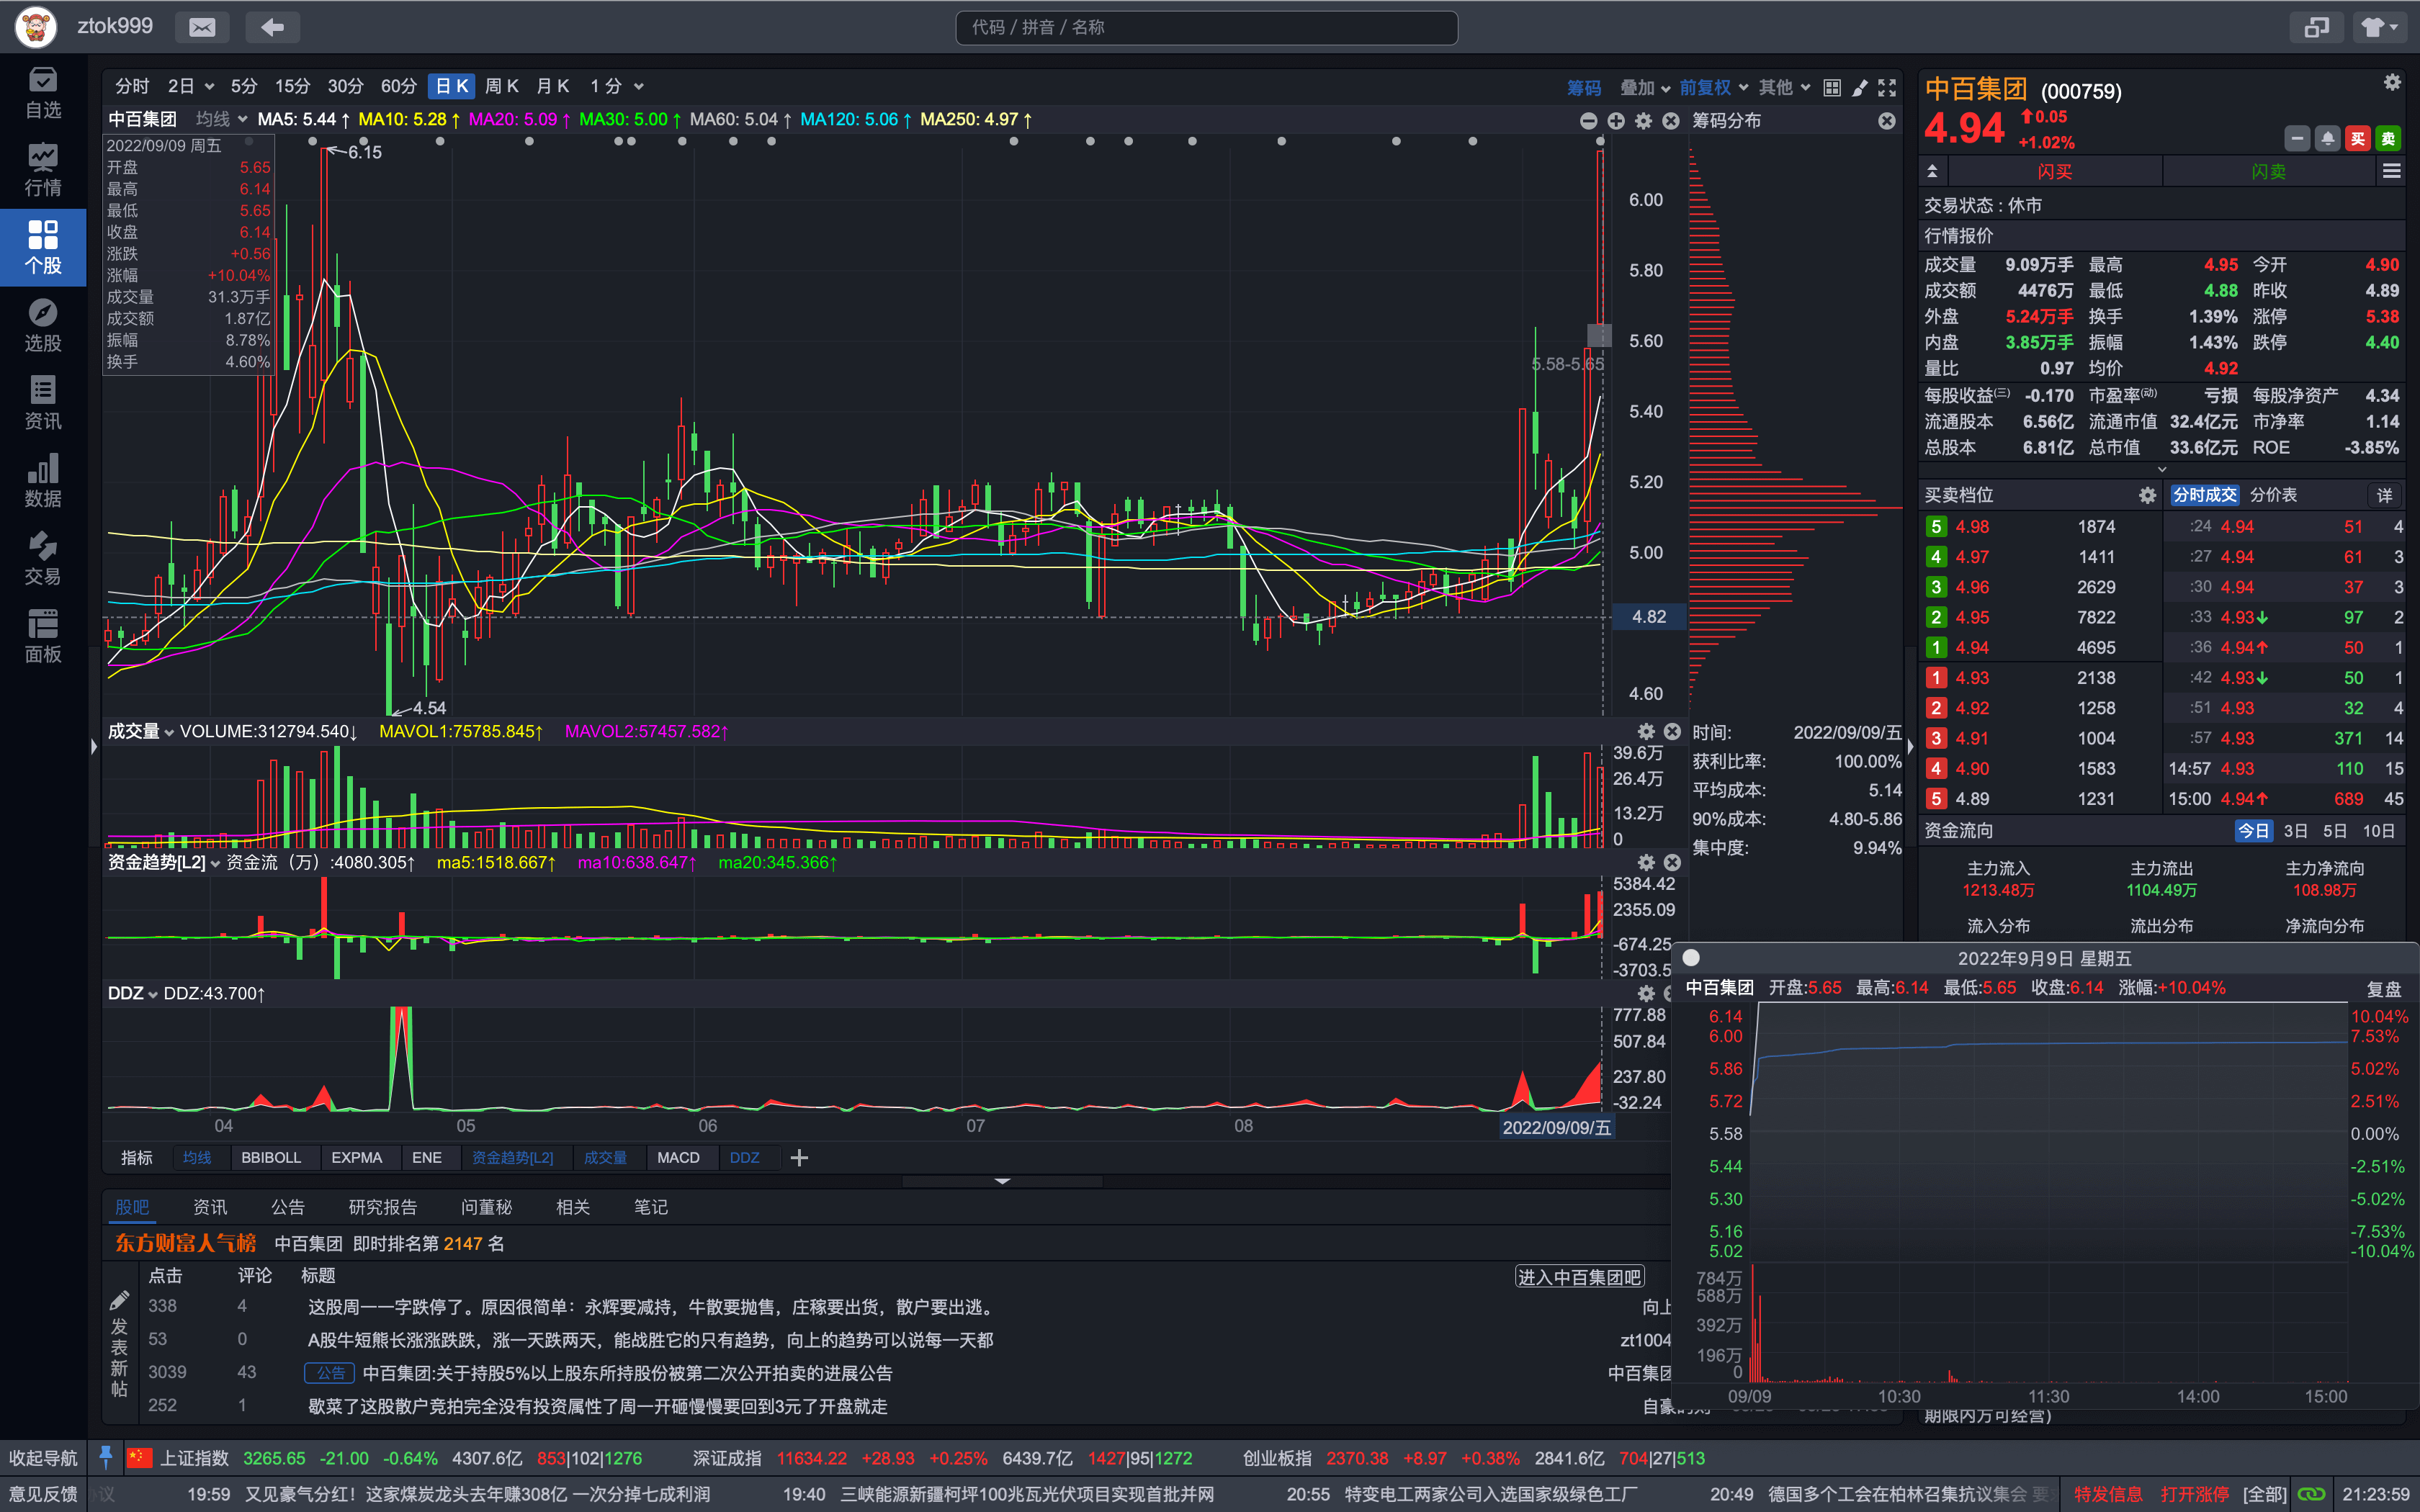 ztok999
代码 / 拼音 / 名称
自选
行情
个股
选股
资讯
数据
交易
面板
分时 2日 5分 15分 30分 60分 日K 周K 月K 1分 筹码 叠加 前复权 其他
中百集团 均线 MA5: 5.44↑ MA10: 5.28↑ MA20: 5.09↑ MA30: 5.00↑ MA60: 5.04↑ MA120: 5.06↑ MA250: 4.97↑ 筹码分布
2022/09/09 周五
开盘 5.65
最高 6.14
最低 5.65
收盘 6.14
涨跌 +0.56
涨幅 +10.04%
成交量 31.3万手
成交额 1.87亿
振幅 8.78%
换手 4.60%
6.15
5.58-5.65
4.54
6.00
5.80
5.60
5.40
5.20
5.00
4.82
4.60
成交量 VOLUME:312794.540↓ MAVOL1:75785.845↑ MAVOL2:57457.582↑
39.6万
26.4万
13.2万
0
时间: 2022/09/09/五
获利比率: 100.00%
平均成本: 5.14
90%成本: 4.80-5.86
集中度: 9.94%
资金趋势[L2] 资金流（万）:4080.305↑ ma5:1518.667↑ ma10:638.647↑ ma20:345.366↑
5384.42
2355.09
-674.25
-3703.5
DDZ DDZ:43.700↑
777.88
507.84
237.80
-32.24
04 05 06 07 08 2022/09/09/五
指标 均线 BBIBOLL EXPMA ENE 资金趋势[L2] 成交量 MACD DDZ
股吧 资讯 公告 研究报告 问董秘 相关 笔记
东方财富人气榜 中百集团 即时排名第 2147 名
点击 评论 标题 进入中百集团吧
发表新帖
338 4 这股周一一字跌停了。原因很简单：永辉要减持，牛散要抛售，庄稼要出货，散户要出逃。 向上
53 0 A股牛短熊长涨涨跌跌，涨一天跌两天，能战胜它的只有趋势，向上的趋势可以说每一天都 zt1004
3039 43 公告 中百集团:关于持股5%以上股东所持股份被第二次公开拍卖的进展公告 中百集团
252 1 歇菜了这股散户竞拍完全没有投资属性了周一开砸慢慢要回到3元了开盘就走
中百集团 (000759)
4.94 0.05
+1.02%
买 卖
闪买 闪卖
交易状态 : 休市
行情报价
成交量 9.09万手 最高 4.95 今开 4.90
成交额 4476万 最低 4.88 昨收 4.89
外盘 5.24万手 换手 1.39% 涨停 5.38
内盘 3.85万手 振幅 1.43% 跌停 4.40
量比 0.97 均价 4.92
每股收益(三) -0.170 市盈率(动) 亏损 每股净资产 4.34
流通股本 6.56亿 流通市值 32.4亿元 市净率 1.14
总股本 6.81亿 总市值 33.6亿元 ROE -3.85%
买卖档位 分时成交 分价表 详
5 4.98 1874 :24 4.94 51 4
4 4.97 1411 :27 4.94 61 3
3 4.96 2629 :30 4.94 37 3
2 4.95 7822 :33 4.93↓ 97 2
1 4.94 4695 :36 4.94↑ 50 1
1 4.93 2138 :42 4.93↓ 50 1
2 4.92 1258 :51 4.93 32 4
3 4.91 1004 :57 4.93 371 14
4 4.90 1583 14:57 4.93 110 15
5 4.89 1231 15:00 4.94↑ 689 45
资金流向 今日 3日 5日 10日
主力流入 主力流出 主力净流向
1213.48万 1104.49万 108.98万
流入分布 流出分布 净流向分布
2022年9月9日 星期五
中百集团 开盘:5.65 最高:6.14 最低:5.65 收盘:6.14 涨幅:+10.04% 复盘
6.14 10.04%
6.00 7.53%
5.86 5.02%
5.72 2.51%
5.58 0.00%
5.44 -2.51%
5.30 -5.02%
5.16 -7.53%
5.02 -10.04%
784万
588万
392万
196万
0
09/09 10:30 11:30 14:00 15:00
期限内方可经营)
收起导航 上证指数 3265.65 -21.00 -0.64% 4307.6亿 853|102|1276 深证成指 11634.22 +28.93 +0.25% 6439.7亿 1427|95|1272 创业板指 2370.38 +8.97 +0.38% 2841.6亿 704|27|513
意见反馈 19:59 又见豪气分红！这家煤炭龙头去年赚308亿 一次分掉七成利润 19:40 三峡能源新疆柯坪100兆瓦光伏项目实现首批并网 20:55 特变电工两家公司入选国家级绿色工厂 20:49 德国多个工会在柏林召集抗议集会 特发信息 打开涨停 [全部] 21:23:59